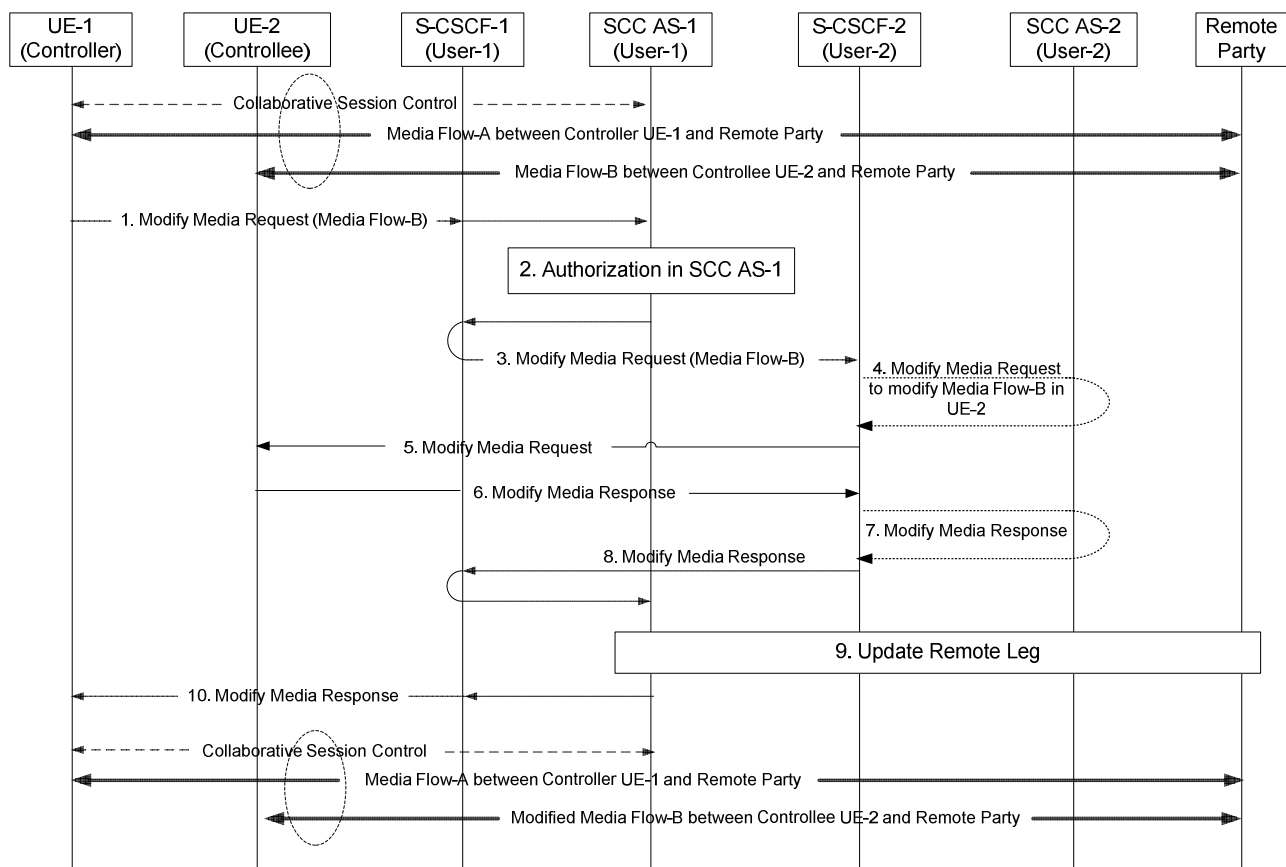 UE-1
(Controller)
UE-2
(Controllee)
S-CSCF-1
(User-1)
SCC AS-1
(User-1)
S-CSCF-2
(User-2)
SCC AS-2
(User-2)
Remote
Party
Collaborative Session Control
Media Flow-A between Controller UE-1 and Remote Party
Media Flow-B between Controllee UE-2 and Remote Party
1. Modify Media Request (Media Flow-B)
2. Authorization in SCC AS-1
3. Modify Media Request (Media Flow-B)
4. Modify Media Request
to modify Media Flow-B in
UE-2
5. Modify Media Request
6. Modify Media Response
7. Modify Media Response
8. Modify Media Response
9. Update Remote Leg
10. Modify Media Response
Collaborative Session Control
Media Flow-A between Controller UE-1 and Remote Party
Modified Media Flow-B between Controllee UE-2 and Remote Party